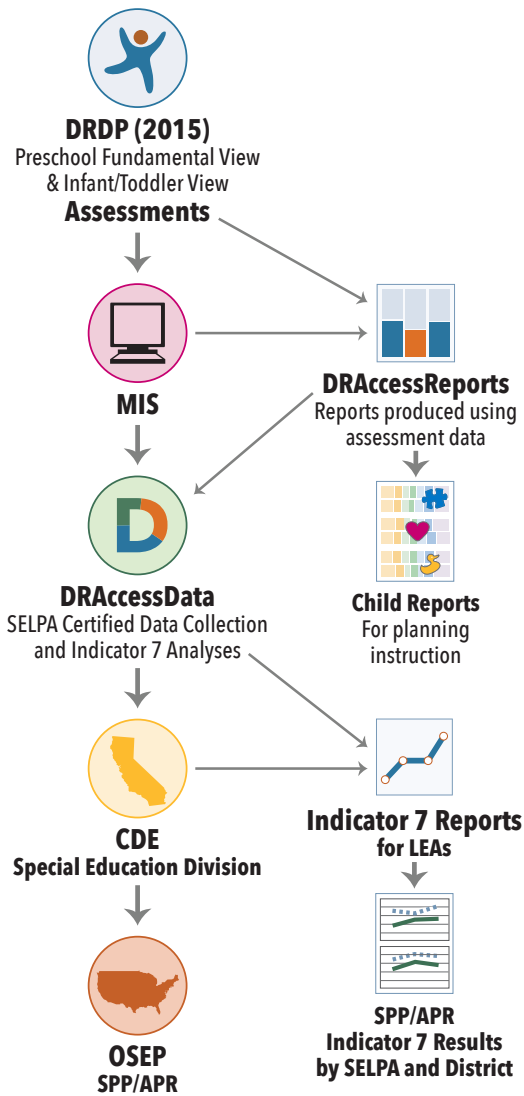 DRDP (2015)
Preschool Fundamental View
& Infant/Toddler View
Assessments
MIS
DRAccessReports
Reports produced using
assessment data
DRAccessData
SELPA Certified Data Collection
and Indicator 7 Analyses
Child Reports
For planning
instruction
CDE
Special Education Division
Indicator 7 Reports
for LEAs
OSEP
SPP/APR
SPP/APR
Indicator 7 Results
by SELPA and District